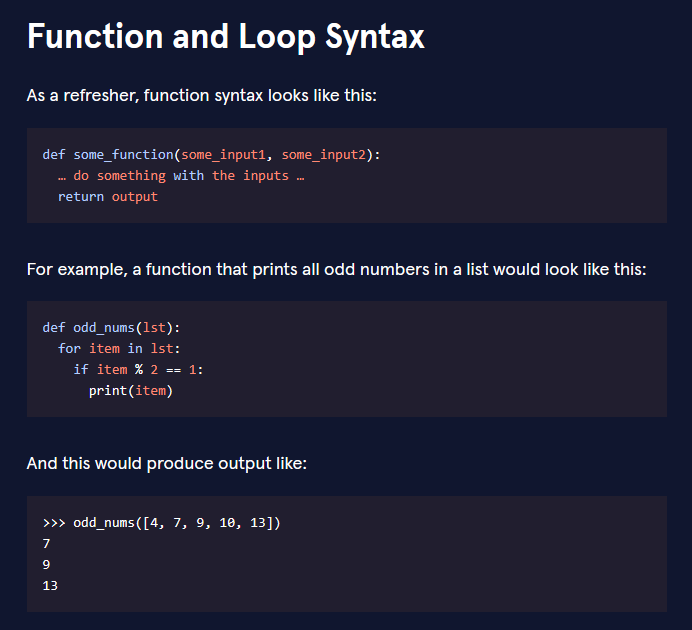 Function and Loop Syntax
As a refresher, function syntax looks like this:
def some_function(some_input1, some_input2):
  … do something with the inputs …
  return output
For example, a function that prints all odd numbers in a list would look like this:
def odd_nums(lst):
  for item in lst:
    if item % 2 == 1:
      print(item)
And this would produce output like:
>>> odd_nums([4, 7, 9, 10, 13])
7
9
13